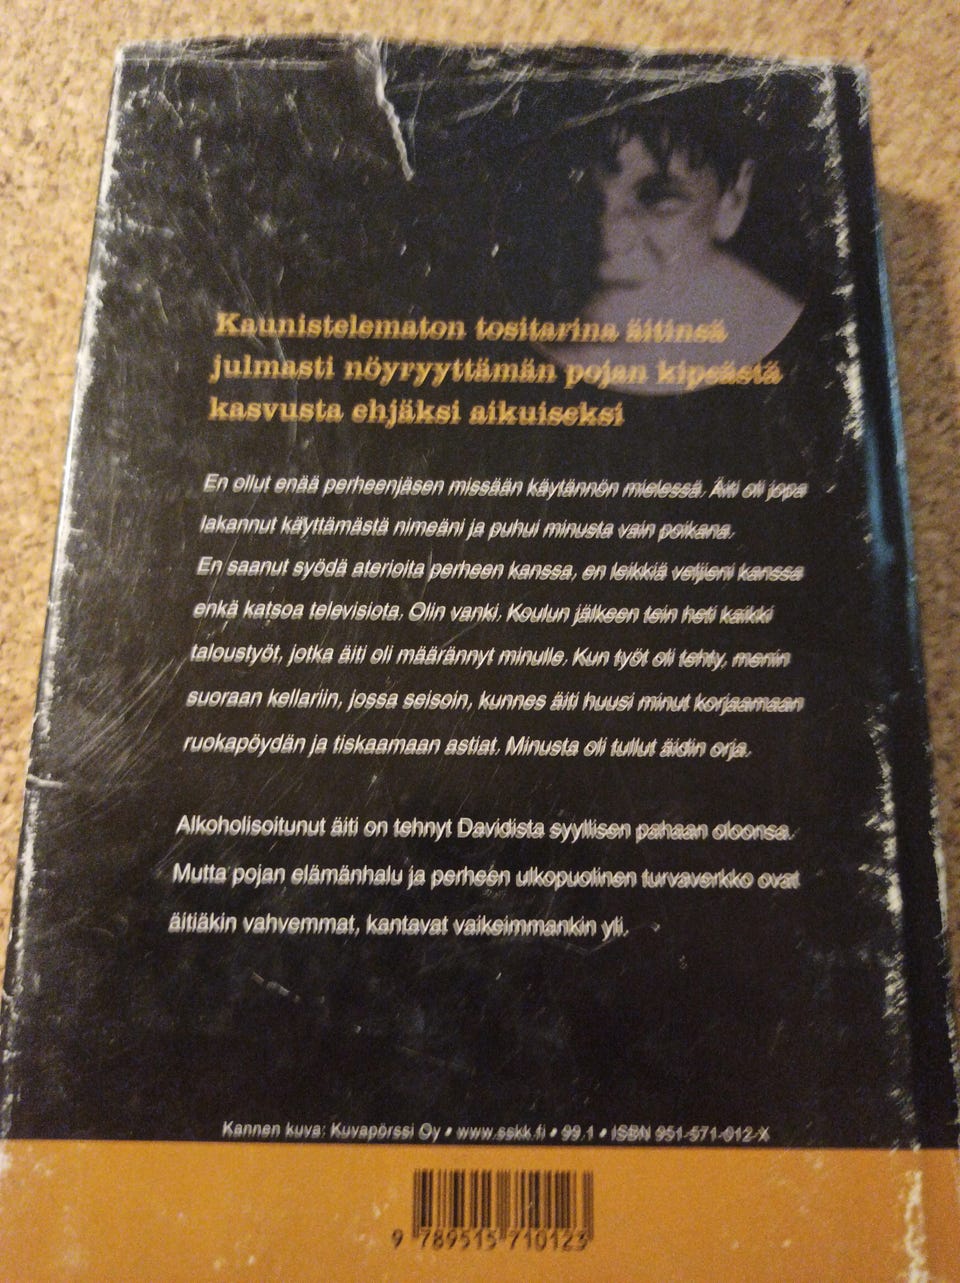 Kaunistelematon tositarina äitinsä
julmasti nöyryyttämän pojan kipeästä
kasvusta ehjäksi aikuiseksi
En ollut enää perheenjäsen missään käytännön mielessä. Äiti oli jopa
lakannut käyttämästä nimeäni ja puhui minusta vain poikana.
En saanut syödä aterioita perheen kanssa, en leikkiä veljieni kanssa
enkä katsoa televisiota. Olin vanki. Koulun jälkeen tein heti kaikki
taloustyöt, jotka äiti oli määrännyt minulle. Kun työt oli tehty, menin
suoraan kellariin, jossa seisoin, kunnes äiti huusi minut korjaamaan
ruokapöydän ja tiskaamaan astiat. Minusta oli tullut äidin orja.
Alkoholisoitunut äiti on tehnyt Davidista syyllisen pahaan oloonsa.
Mutta pojan elämänhalu ja perheen ulkopuolinen turvaverkko ovat
äitiäkin vahvemmat, kantavat vaikeimmankin yli.
Kannen kuva: Kuvapörssi Oy • www.sskk.fi • 99.1 • ISBN 951-571-012-X
9 789515 710123